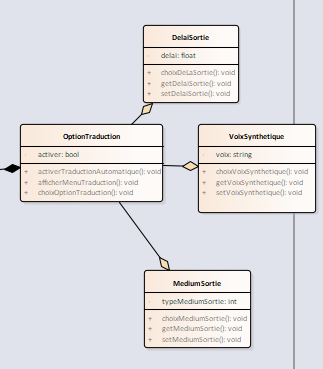 DelaiSortie
delai: float
+ choixDeLaSortie(): void
+ getDelaiSortie(): void
+ setDelaiSortie(): void
OptionTraduction
activer: bool
+ activerTraductionAutomatique(): void
+ afficherMenuTraduction(): void
+ choixOptionTraduction(): void
VoixSynthetique
voix: string
+ choixVoixSynthetique(): void
+ getVoixSynthetique(): void
+ setVoixSynthetique(): void
MediumSortie
typeMediumSortie: int
+ choixMediumSortie(): void
+ getMediumSortie(): void
+ setMediumSortie(): void